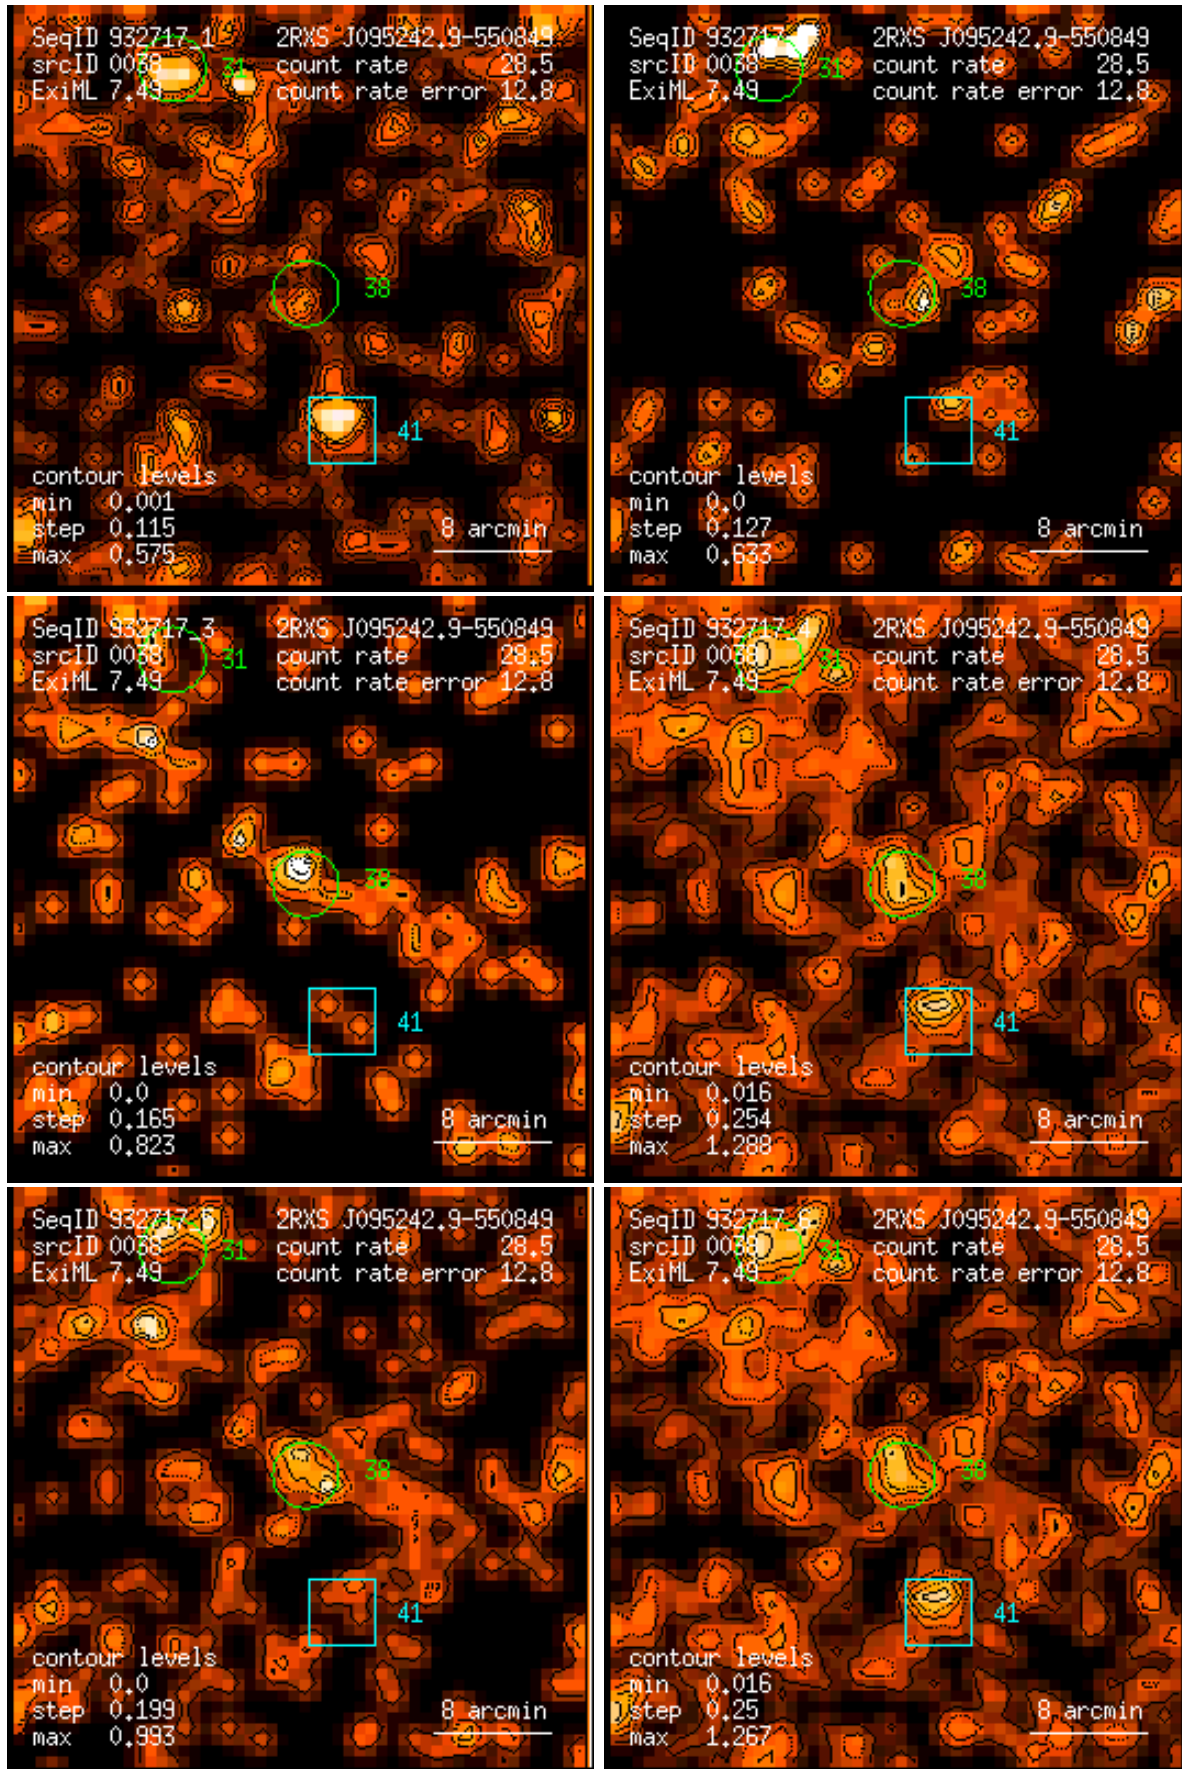 SeqID 932717_1 2RXS J095242.9-550849
srcID 0038 31 count rate 28.5
ExiML 7.49 count rate error 12.8
38
41
contour levels
min 0.001
step 0.115 8 arcmin
max 0.575
SeqID 932717_2 2RXS J095242.9-550849
srcID 0038 31 count rate 28.5
ExiML 7.49 count rate error 12.8
38
41
contour levels
min 0.0
step 0.127 8 arcmin
max 0.633
SeqID 932717_3 2RXS J095242.9-550849
srcID 0038 31 count rate 28.5
ExiML 7.49 count rate error 12.8
38
41
contour levels
min 0.0
step 0.165 8 arcmin
max 0.823
SeqID 932717_4 2RXS J095242.9-550849
srcID 0038 31 count rate 28.5
ExiML 7.49 count rate error 12.8
38
41
contour levels
min 0.016
step 0.254 8 arcmin
max 1.288
SeqID 932717_5 2RXS J095242.9-550849
srcID 0038 31 count rate 28.5
ExiML 7.49 count rate error 12.8
38
41
contour levels
min 0.0
step 0.199 8 arcmin
max 0.993
SeqID 932717_6 2RXS J095242.9-550849
srcID 0038 31 count rate 28.5
ExiML 7.49 count rate error 12.8
38
41
contour levels
min 0.016
step 0.25 8 arcmin
max 1.267